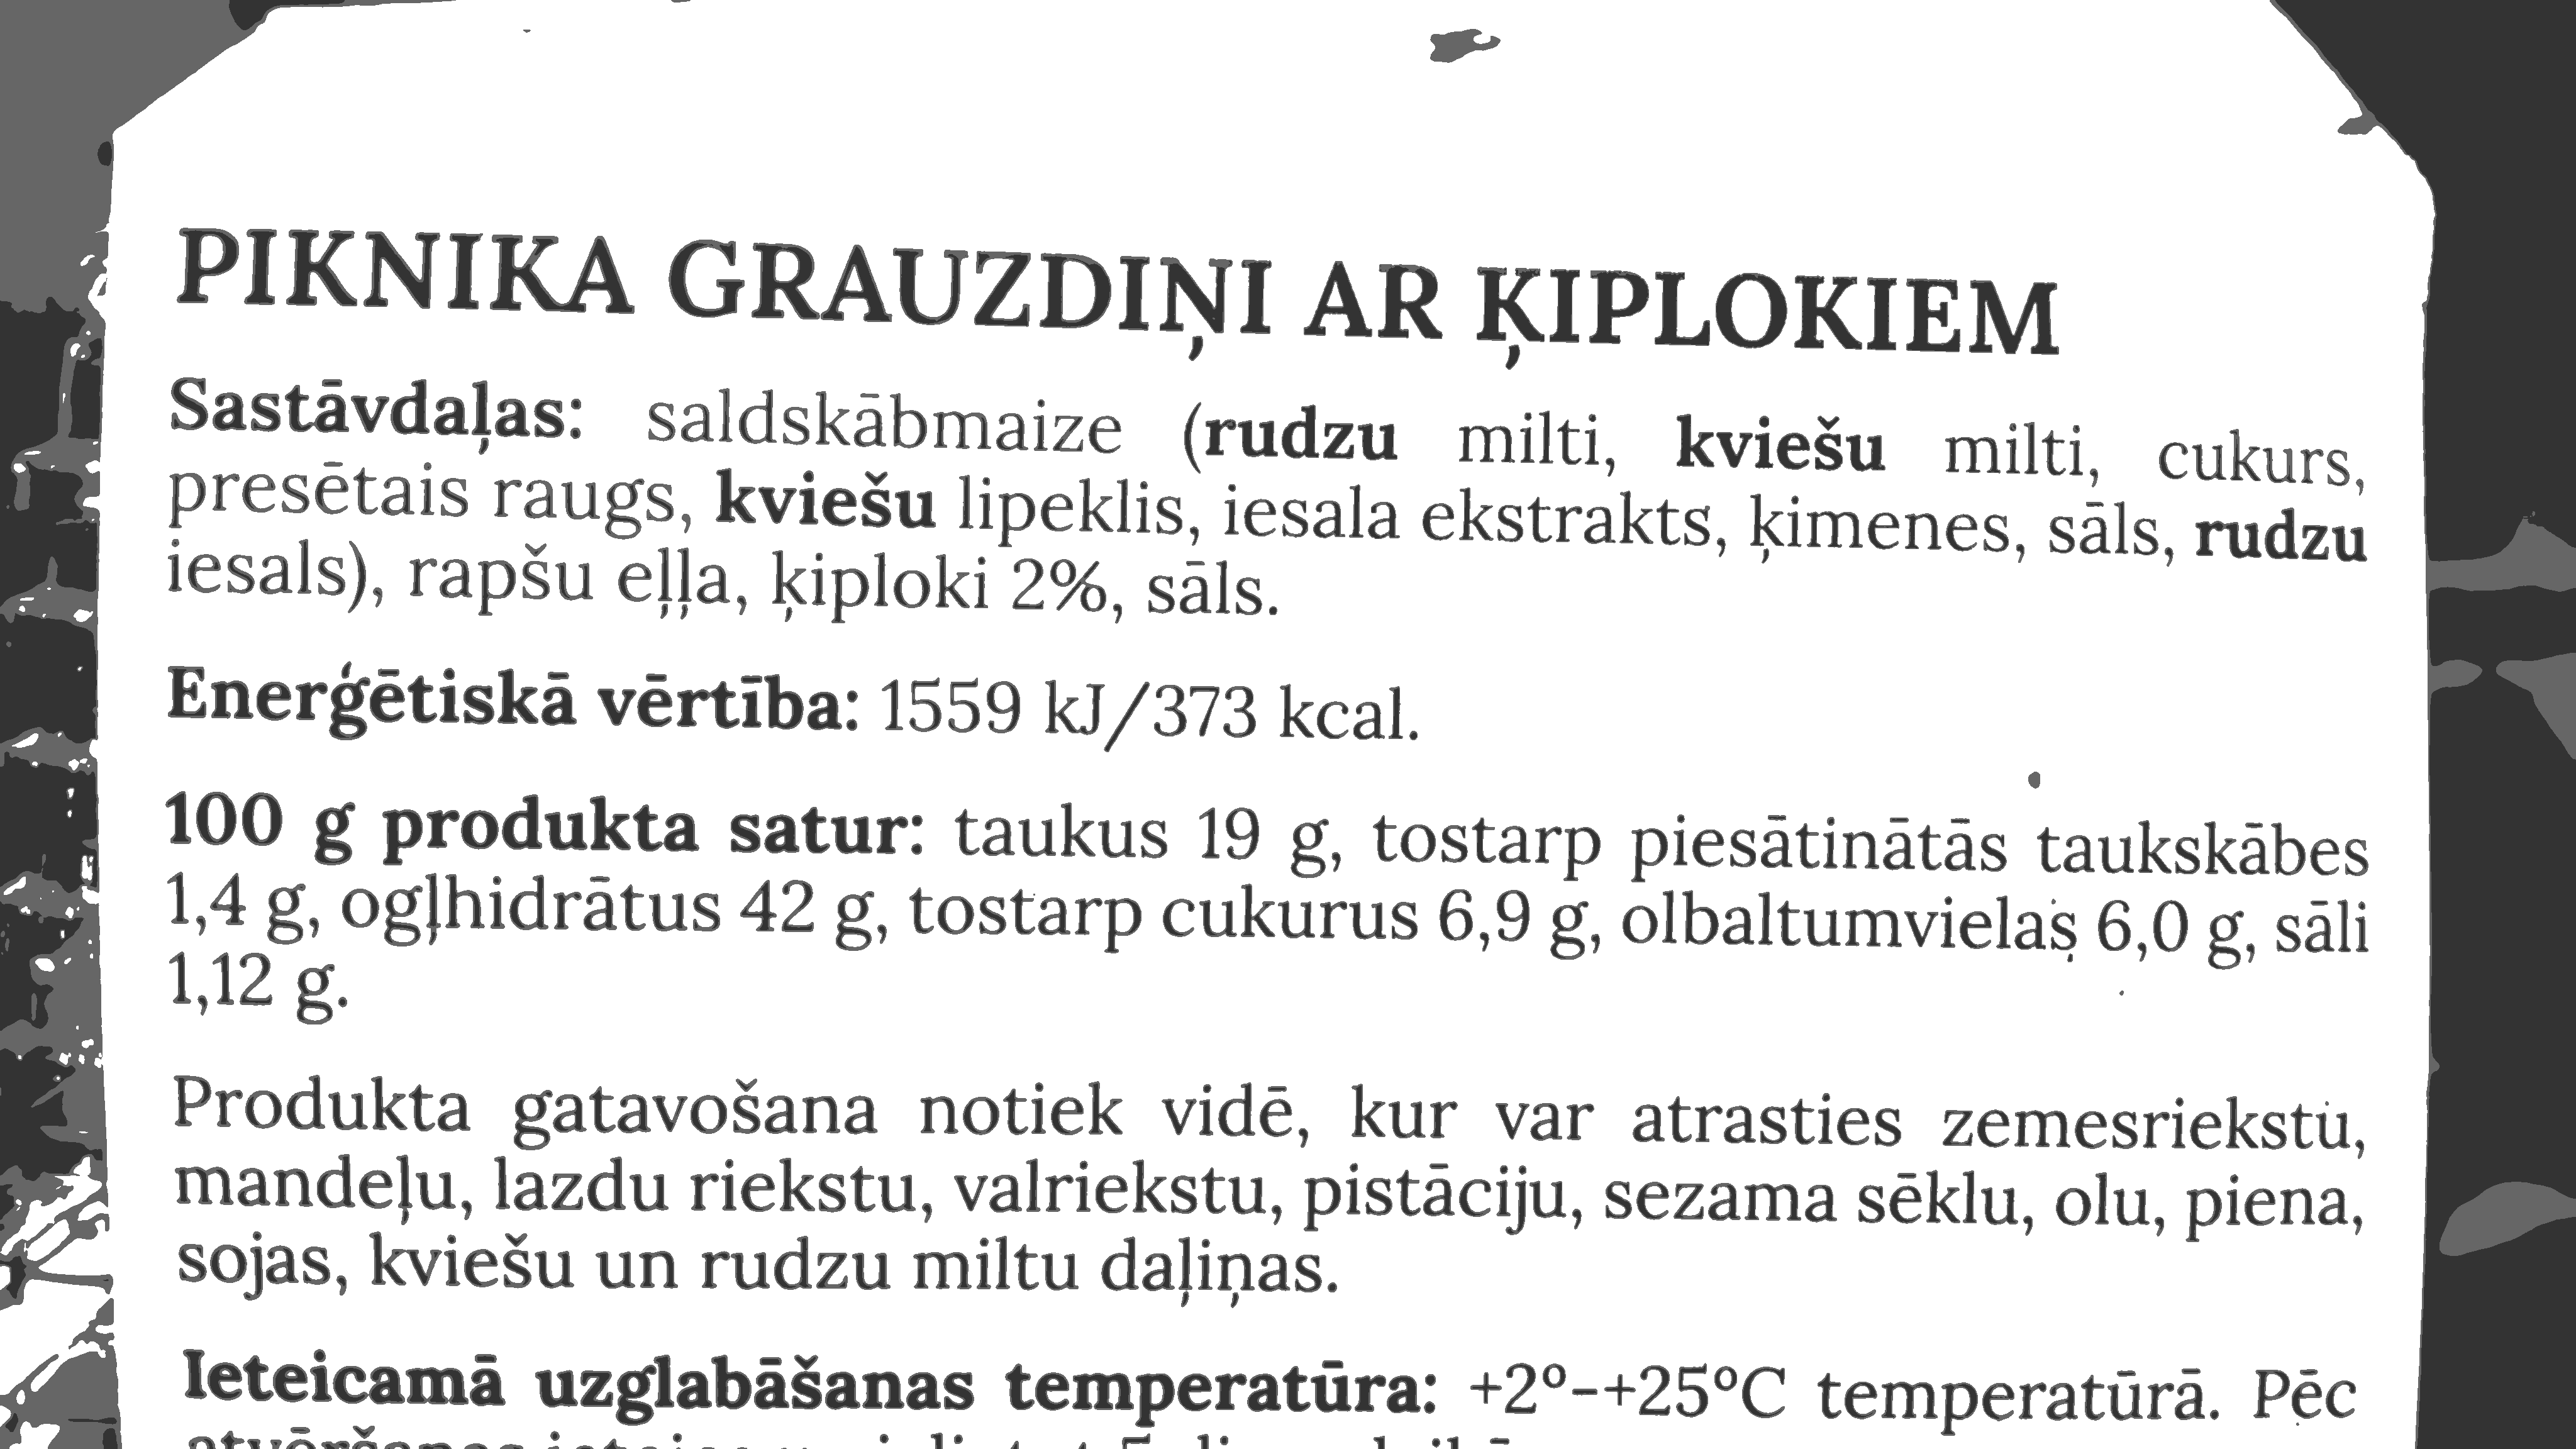 PIKNIKA GRAUZDIŅI AR ĶIPLOKIEM
Sastāvdaļas: saldskābmaize (rudzu milti, kviešu milti, cukurs,
presētais raugs, kviešu lipeklis, iesala ekstrakts, ķimenes, sāls, rudzu
iesals), rapšu eļļa, ķiploki 2%, sāls.
Enerģētiskā vērtība: 1559 kJ/373 kcal.
100 g produkta satur: taukus 19 g, tostarp piesātinātās taukskābes
1,4 g, ogļhidrātus 42 g, tostarp cukurus 6,9 g, olbaltumvielas 6,0 g, sāli
1,12 g.
Produkta gatavošana notiek vidē, kur var atrasties zemesriekstu,
mandeļu, lazdu riekstu, valriekstu, pistāciju, sezama sēklu, olu, piena,
sojas, kviešu un rudzu miltu daļiņas.
Ieteicamā uzglabāšanas temperatūra: +2°-+25°C temperatūrā. Pēc